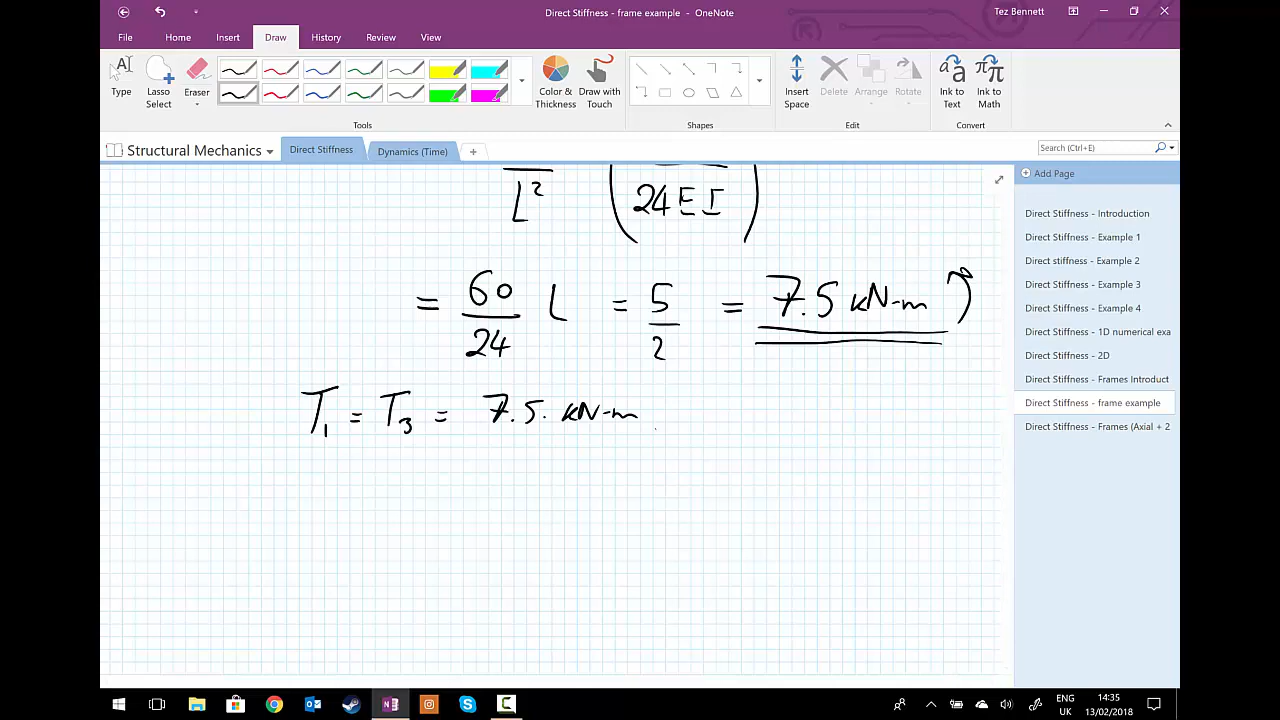 Direct Stiffness - frame example - OneNote
Tez Bennett
File Home Insert Draw History Review View
Type
Lasso Select
Eraser
Color & Thickness
Draw with Touch
Insert Space
Delete
Arrange
Rotate
Ink to Text
Ink to Math
Tools
Shapes
Edit
Convert
Structural Mechanics
Direct Stiffness
Dynamics (Time)
+
Search (Ctrl+E)
Add Page
Direct Stiffness - Introduction
Direct Stiffness - Example 1
Direct stiffness - Example 2
Direct Stiffness - Example 3
Direct Stiffness - Example 4
Direct Stiffness - 1D numerical exa
Direct Stiffness - 2D
Direct Stiffness - Frames Introduct
Direct Stiffness - frame example
Direct Stiffness - Frames (Axial + 2
L² (24EI)
= 60/24 L = 5/2 = 7.5 kN-m
T₁ = T₃ = 7.5. kN-m
ENG
UK
14:35
13/02/2018